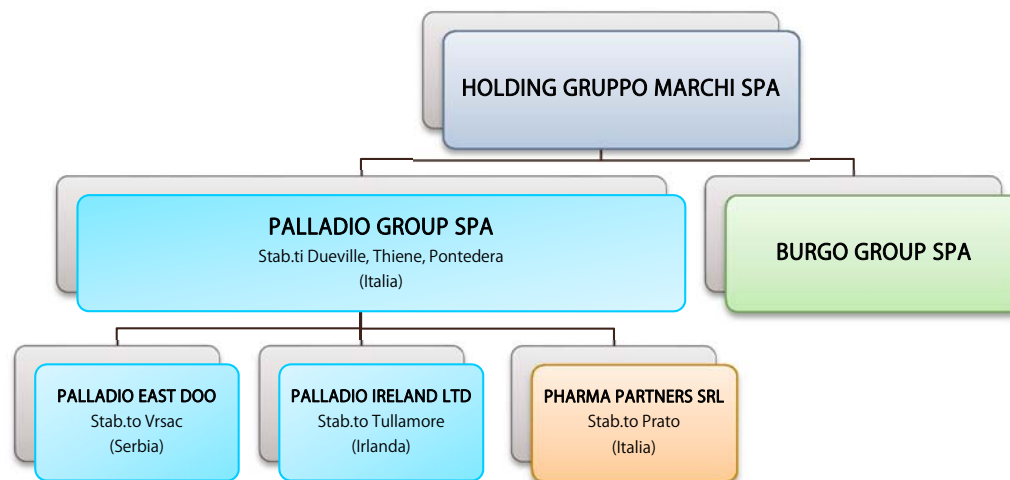 HOLDING GRUPPO MARCHI SPA
PALLADIO GROUP SPA
Stab.ti Dueville, Thiene, Pontedera
(Italia)
BURGO GROUP SPA
PALLADIO EAST DOO
Stab.to Vrsac
(Serbia)
PALLADIO IRELAND LTD
Stab.to Tullamore
(Irlanda)
PHARMA PARTNERS SRL
Stab.to Prato
(Italia)